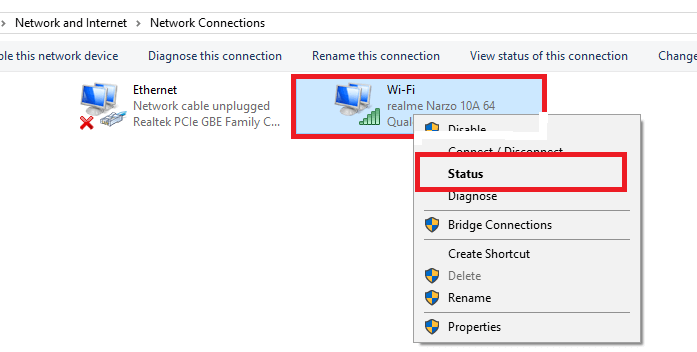 Network and Internet > Network Connections
ble this network device Diagnose this connection Rename this connection View status of this connection Change
Ethernet
Network cable unplugged
Realtek PCIe GBE Family C...
Wi-Fi
realme Narzo 10A 64
Qual
Disable
Connect / Disconnect
Status
Diagnose
Bridge Connections
Create Shortcut
Delete
Rename
Properties